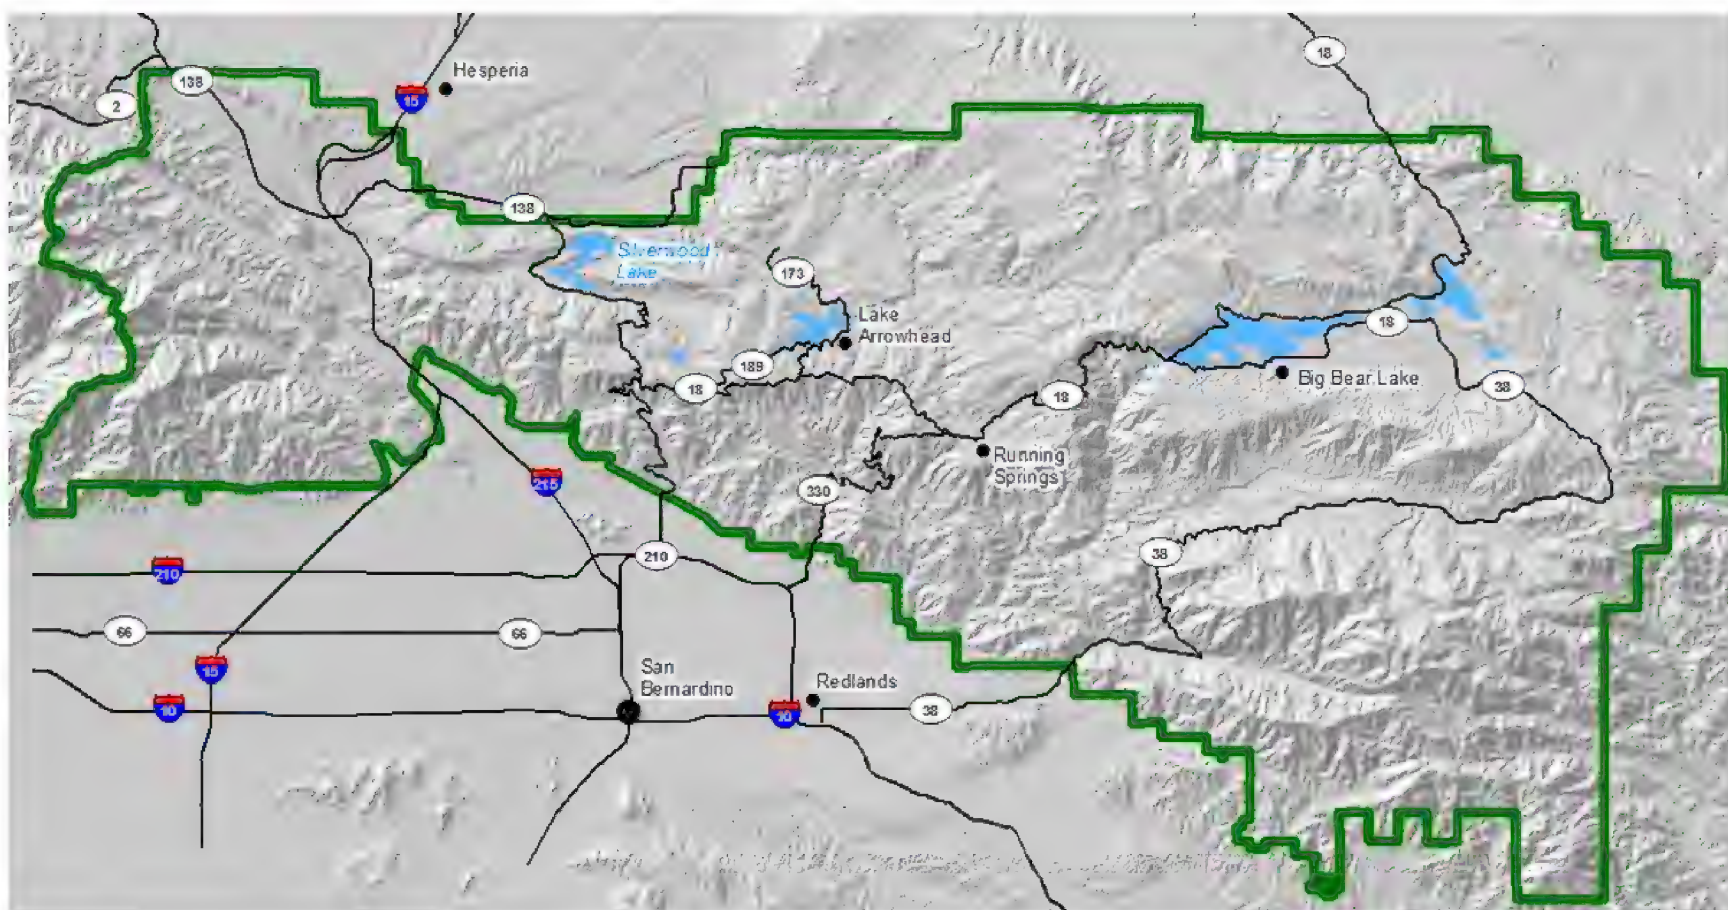 18
138
Hesperia
2
15
138
Silverwood
Lake
173
Lake
Arrowhead
18
189
18
Big Bear Lake
38
18
Running
Springs
215
330
38
210
210
66
66
15
San
Bernardino
Redlands
10
10
38